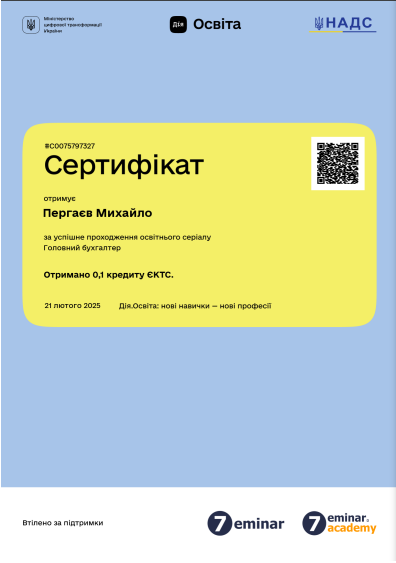 Міністерство
цифрової трансформації
України
Дія Освіта
НАДС
#C0075797327
Сертифікат
отримує
Пергаєв Михайло
за успішне проходження освітнього серіалу
Головний бухгалтер
Отримано 0,1 кредиту ЄКТС.
21 лютого 2025 Дія.Освіта: нові навички — нові професії
Втілено за підтримки
7eminar
7eminar.
academy